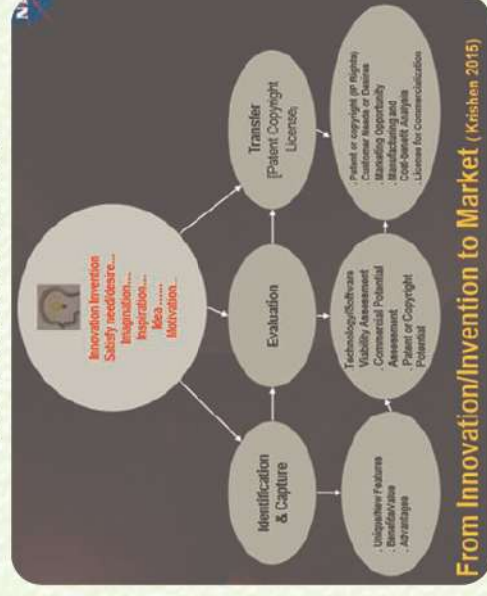 N
Innovation Invention
Satisfy need/desire...
Imagination...
Inspiration...
Idea ......
Motivation...
Identification
& Capture
Evaluation
Transfer
[Patent Copyright
License]
. Unique/New Features
. Benefits/Value
. Advantages
Technology/Software
Viability Assessment
. Commercial Potential
Assessment
. Patent or Copyright
Potential
. Patent or copyright (IP Rights)
. Customer Needs or Desires
. Marketing Opportunity
. Manufacturing and
Cost-benefit Analysis
. License for Commercialization
From Innovation/Invention to Market ( Krishen 2015)